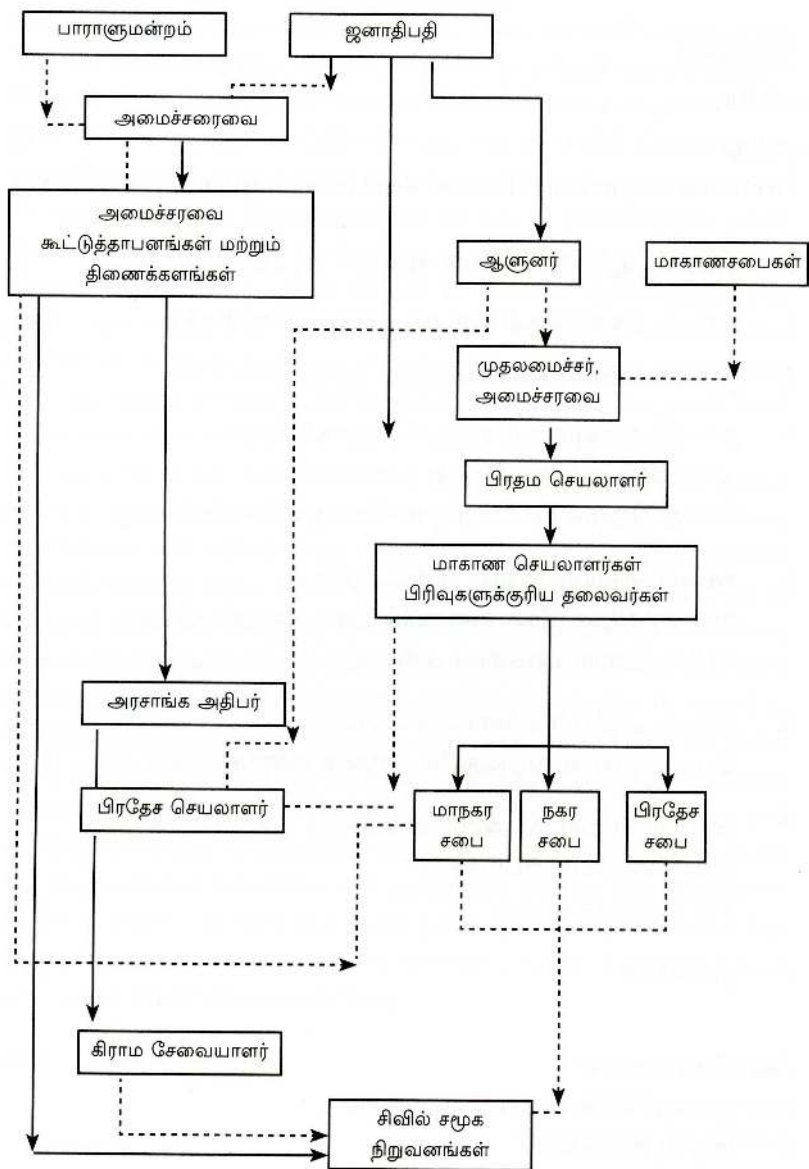 பாராளுமன்றம்
ஜனாதிபதி
அமைச்சரைவை
அமைச்சரவை
கூட்டுத்தாபனங்கள் மற்றும்
திணைக்களங்கள்
ஆளுனர்
மாகாணசபைகள்
முதலமைச்சர்,
அமைச்சரவை
பிரதம செயலாளர்
மாகாண செயலாளர்கள்
பிரிவுகளுக்குரிய தலைவர்கள்
அரசாங்க அதிபர்
பிரதேச செயலாளர்
மாநகர
சபை
நகர
சபை
பிரதேச
சபை
கிராம சேவையாளர்
சிவில் சமூக
நிறுவனங்கள்